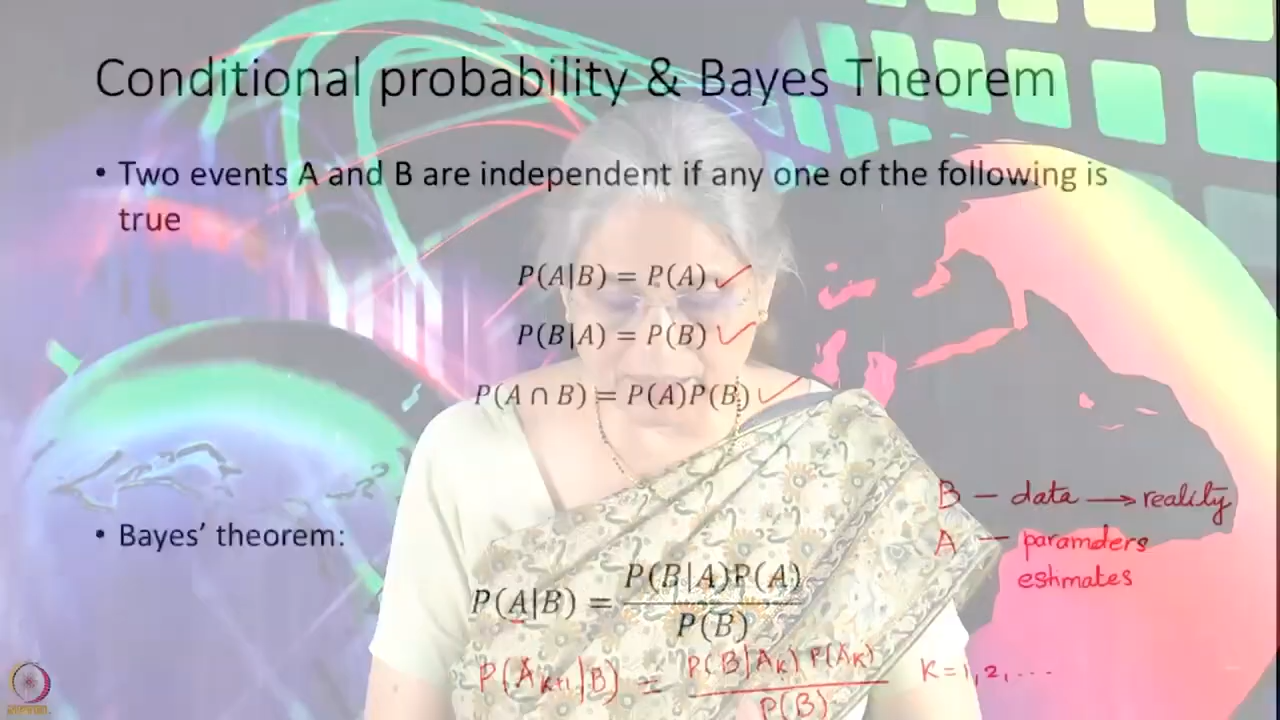 Conditional probability & Bayes Theorem
• Two events A and B are independent if any one of the following is
true
P(A|B) = P(A) ✓
P(B|A) = P(B) ✓
P(A ∩ B) = P(A)P(B) ✓
B — data → reality
A — parameters
estimates
• Bayes' theorem:
P(A|B) = P(B|A)P(A) / P(B)
P(A_{K+1}|B) = P(B|A_K) P(A_K) / P(B) K=1,2,...